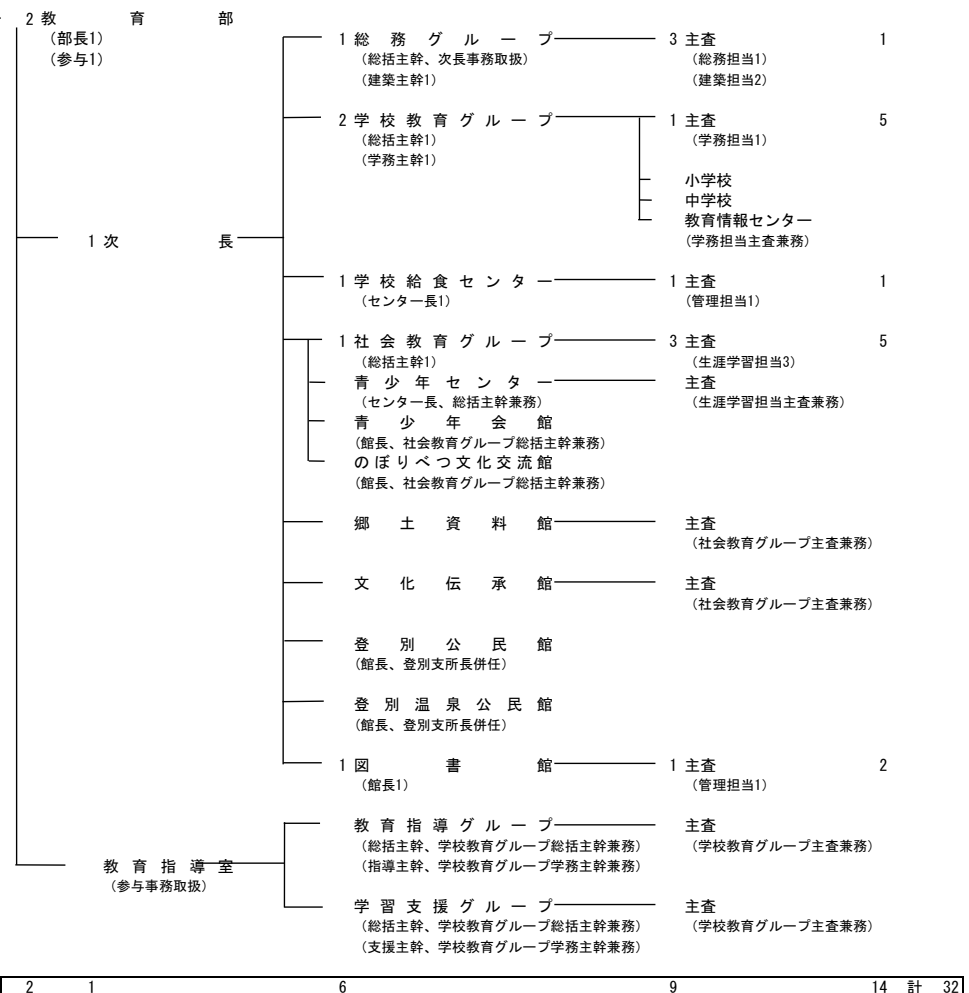 2 教育部
(部長1)
(参与1)
1 総務グループ 3 主査 1
(総括主幹、次長事務取扱) (総務担当1)
(建築主幹1) (建築担当2)
2 学校教育グループ 1 主査 5
(総括主幹1) (学務担当1)
(学務主幹1)
小学校
中学校
教育情報センター
1 次長 (学務担当主査兼務)
1 学校給食センター 1 主査 1
(センター長1) (管理担当1)
1 社会教育グループ 3 主査 5
(総括主幹1) (生涯学習担当3)
青少年センター 主査
(センター長、総括主幹兼務) (生涯学習担当主査兼務)
青少年会館
(館長、社会教育グループ総括主幹兼務)
のぼりべつ文化交流館
(館長、社会教育グループ総括主幹兼務)
郷土資料館 主査
(社会教育グループ主査兼務)
文化伝承館 主査
(社会教育グループ主査兼務)
登別公民館
(館長、登別支所長併任)
登別温泉公民館
(館長、登別支所長併任)
1 図書館 1 主査 2
(館長1) (管理担当1)
教育指導グループ 主査
(総括主幹、学校教育グループ総括主幹兼務) (学校教育グループ主査兼務)
(指導主幹、学校教育グループ学務主幹兼務)
教育指導室
(参与事務取扱)
学習支援グループ 主査
(総括主幹、学校教育グループ総括主幹兼務) (学校教育グループ主査兼務)
(支援主幹、学校教育グループ学務主幹兼務)
2 1 6 9 14 計 32